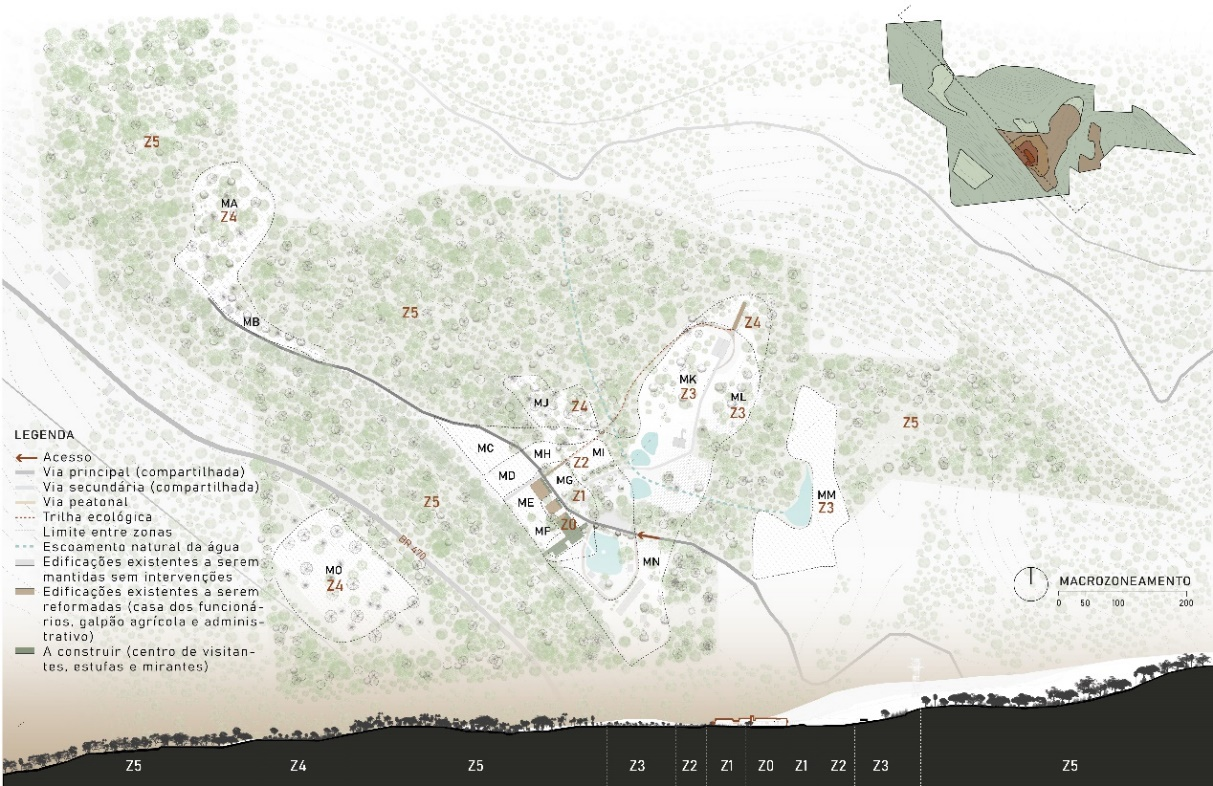 Z5
MA
Z4
MB
Z5
Z4
MK
Z3
ML
Z3
MJ
Z4
Z5
MC
MH
MI
Z2
MD
MG
Z1
ME
Z0
MF
MM
Z3
Z5
MN
BR 470
MO
Z4
LEGENDA
Acesso
Via principal (compartilhada)
Via secundária (compartilhada)
Via peatonal
Trilha ecológica
Limite entre zonas
Escoamento natural da água
Edificações existentes a serem
mantidas sem intervenções
Edificações existentes a serem
reformadas (casa dos funcioná-
rios, galpão agrícola e adminis-
trativo)
A construir (centro de visitan-
tes, estufas e mirantes)
MACROZONEAMENTO
0 50 100 200
Z5 Z4 Z5 Z3 Z2 Z1 Z0 Z1 Z2 Z3 Z5